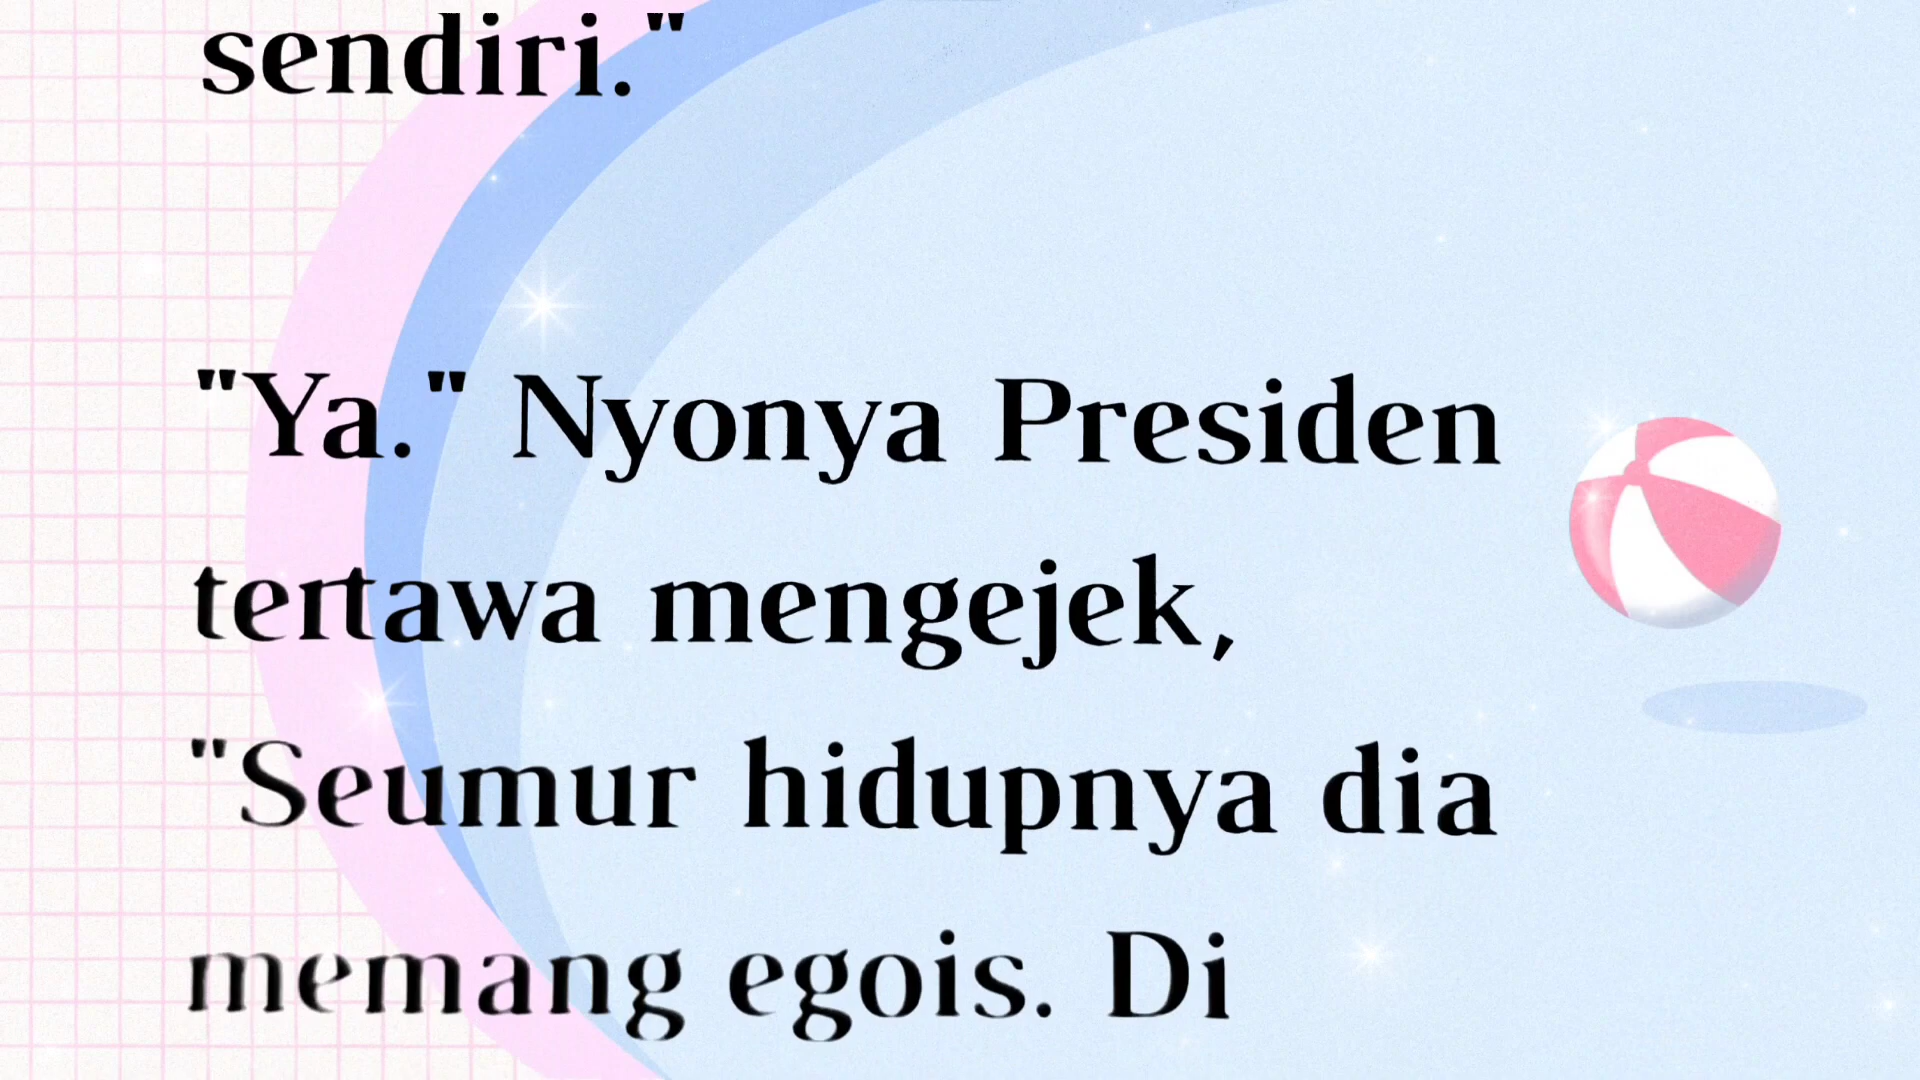 sendiri."
"Ya." Nyonya Presiden
tertawa mengejek,
"Seumur hidupnya dia
memang egois. Di